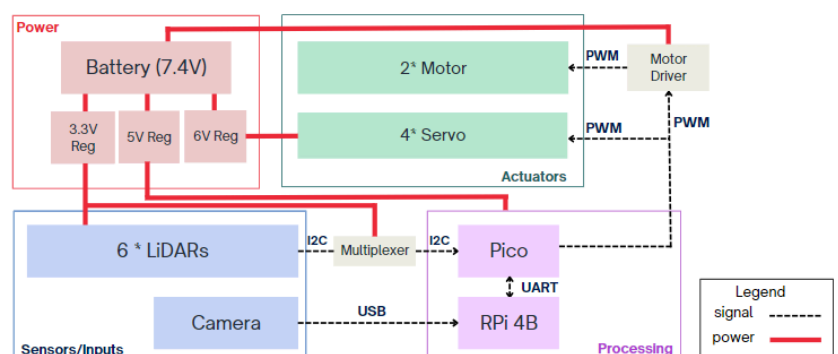 Power
Battery (7.4V)
3.3V
Reg
5V Reg
6V Reg
2* Motor
4* Servo
Actuators
PWM
Motor
Driver
PWM
PWM
6 * LiDARs
I2C
Multiplexer
I2C
Pico
UART
Camera
USB
RPi 4B
Sensors/Inputs
Processing
Legend
signal
power